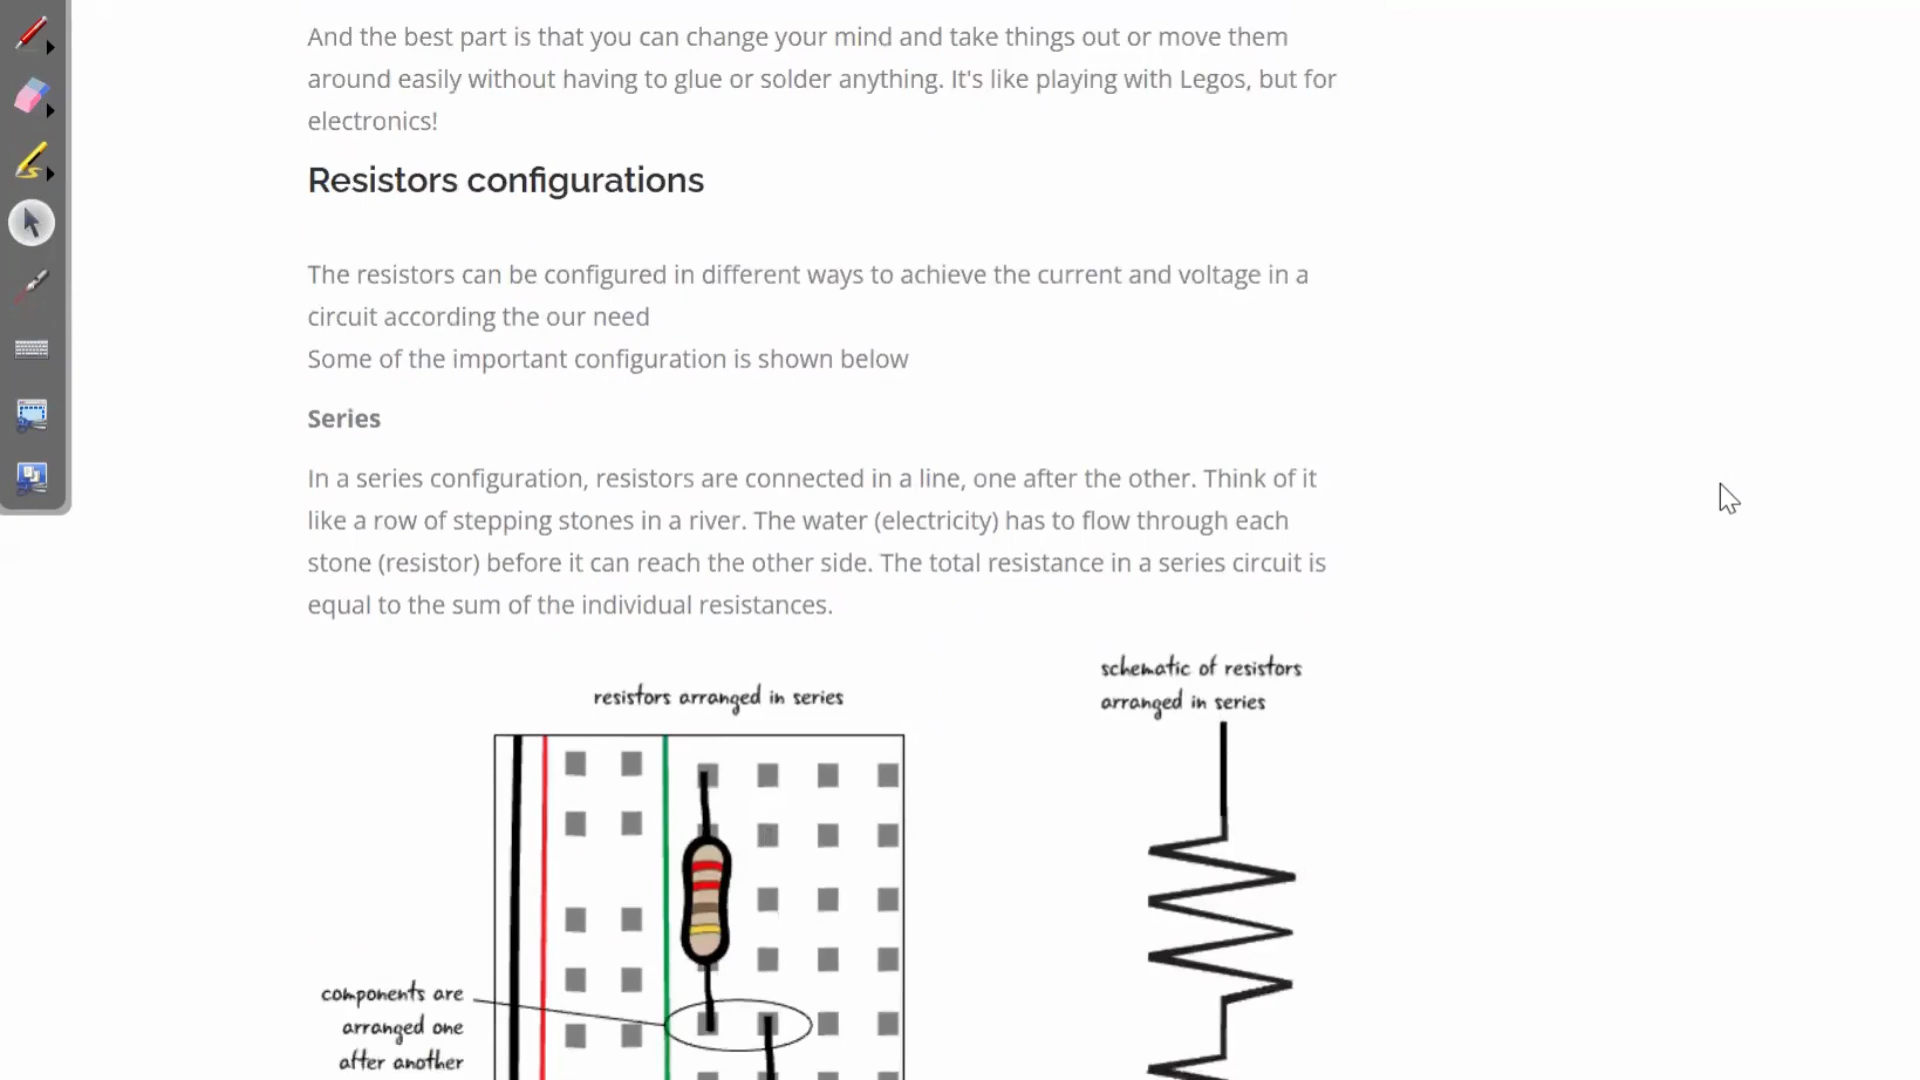 And the best part is that you can change your mind and take things out or move them
around easily without having to glue or solder anything. It's like playing with Legos, but for
electronics!
Resistors configurations
The resistors can be configured in different ways to achieve the current and voltage in a
circuit according the our need
Some of the important configuration is shown below
Series
In a series configuration, resistors are connected in a line, one after the other. Think of it
like a row of stepping stones in a river. The water (electricity) has to flow through each
stone (resistor) before it can reach the other side. The total resistance in a series circuit is
equal to the sum of the individual resistances.
resistors arranged in series
schematic of resistors
arranged in series
components are
arranged one
after another